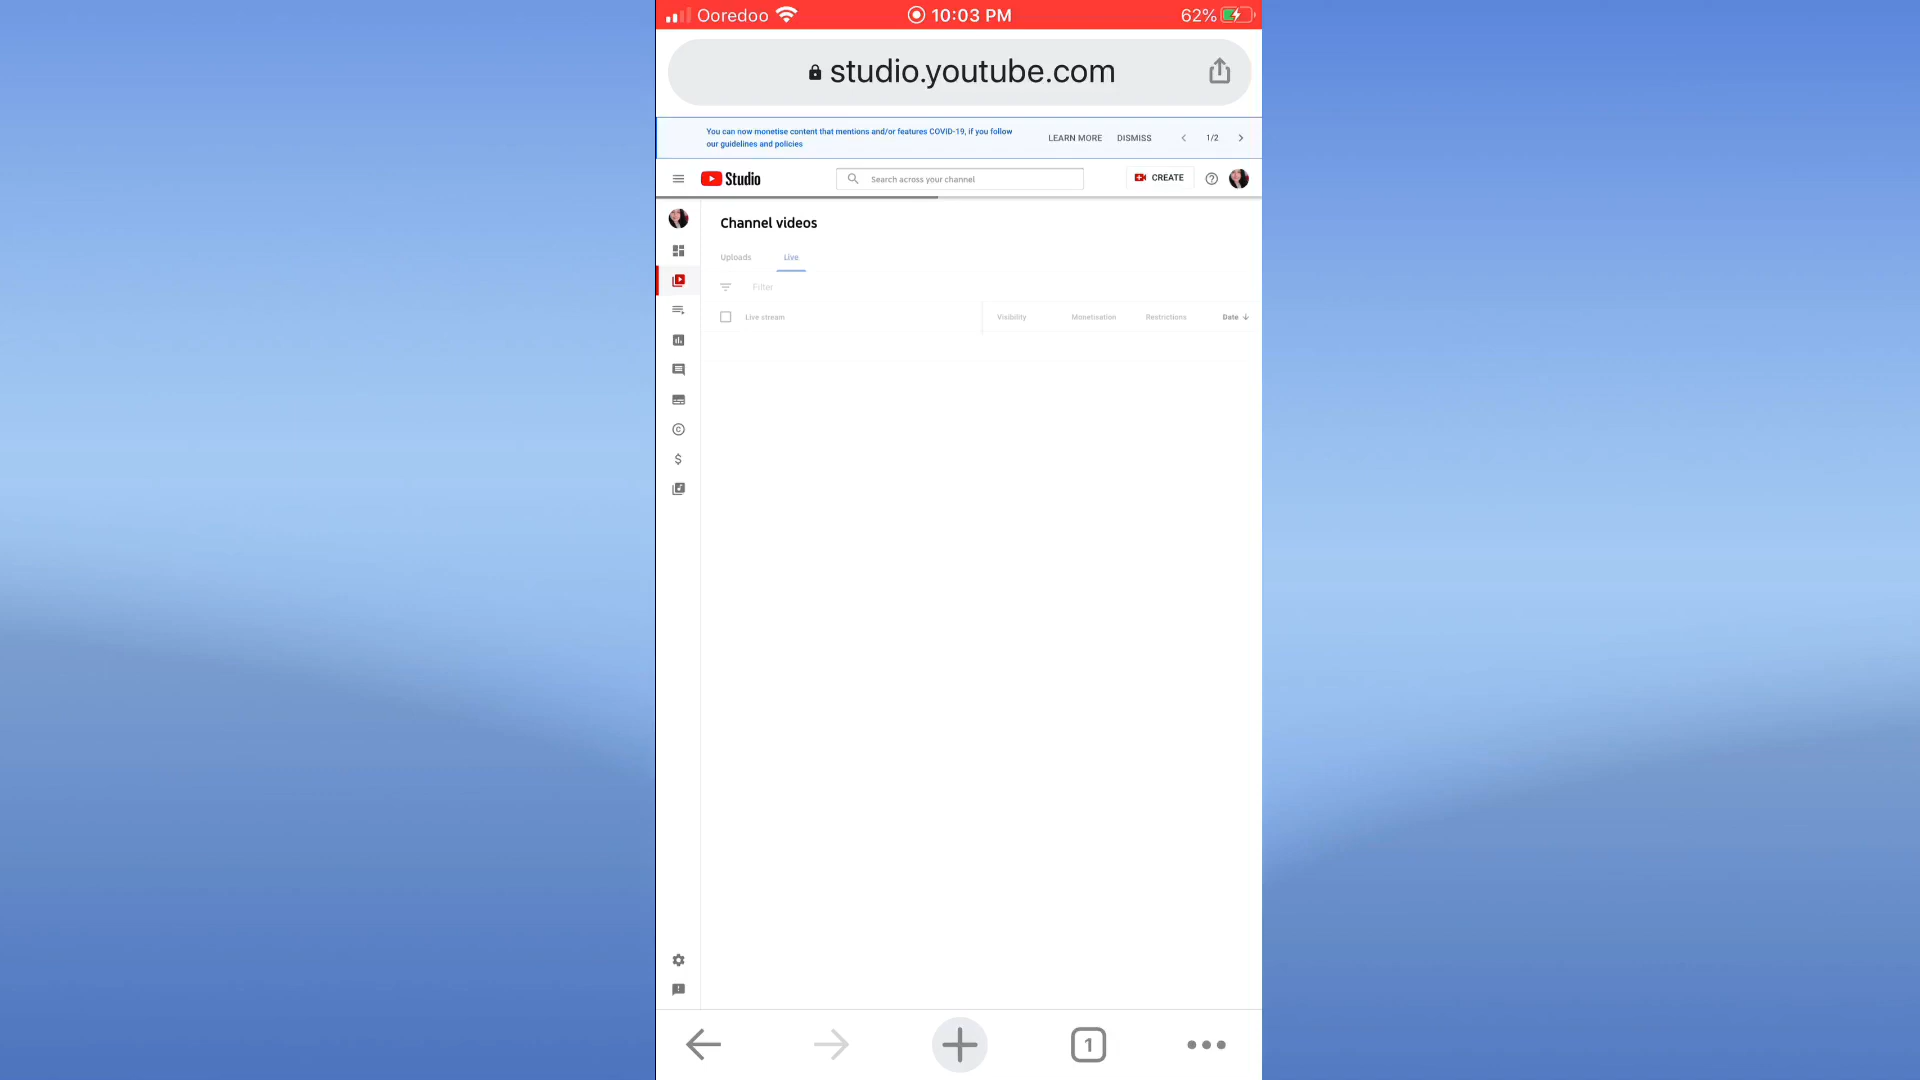 Ooredoo 10:03 PM 62%
studio.youtube.com
You can now monetise content that mentions and/or features COVID-19, if you follow
our guidelines and policies
LEARN MORE DISMISS 1/2
Studio Search across your channel CREATE
Channel videos
Uploads Live
Filter
Live stream Visibility Monetisation Restrictions Date
1